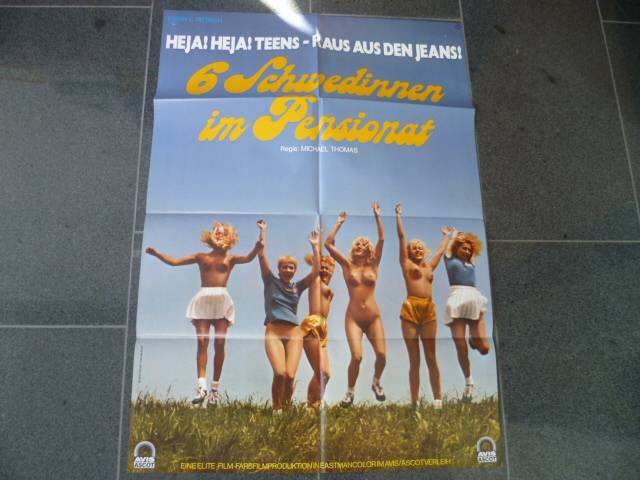 HEJA! HEJA! TEENS - RAUS AUS DEN JEANS!
6 Schwedinnen
im Pensionat
Regie: MICHAEL THOMAS
AVIS
ASCOT
AVIS
ASCOT
EINE ELITE-FILM-FARBFILMPRODUKTION IN EASTMANCOLOR IM AVIS/ASCOT VERLEIH